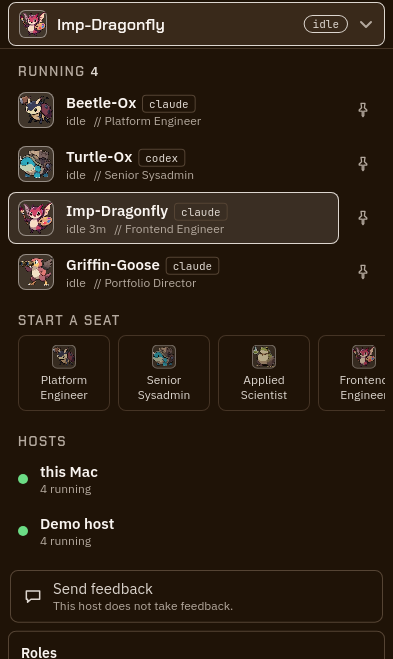 Imp-Dragonfly idle
RUNNING 4
Beetle-Ox claude
idle // Platform Engineer
Turtle-Ox codex
idle // Senior Sysadmin
Imp-Dragonfly claude
idle 3m // Frontend Engineer
Griffin-Goose claude
idle // Portfolio Director
START A SEAT
Platform Engineer
Senior Sysadmin
Applied Scientist
Frontend Engineer
HOSTS
this Mac
4 running
Demo host
4 running
Send feedback
This host does not take feedback.
Roles